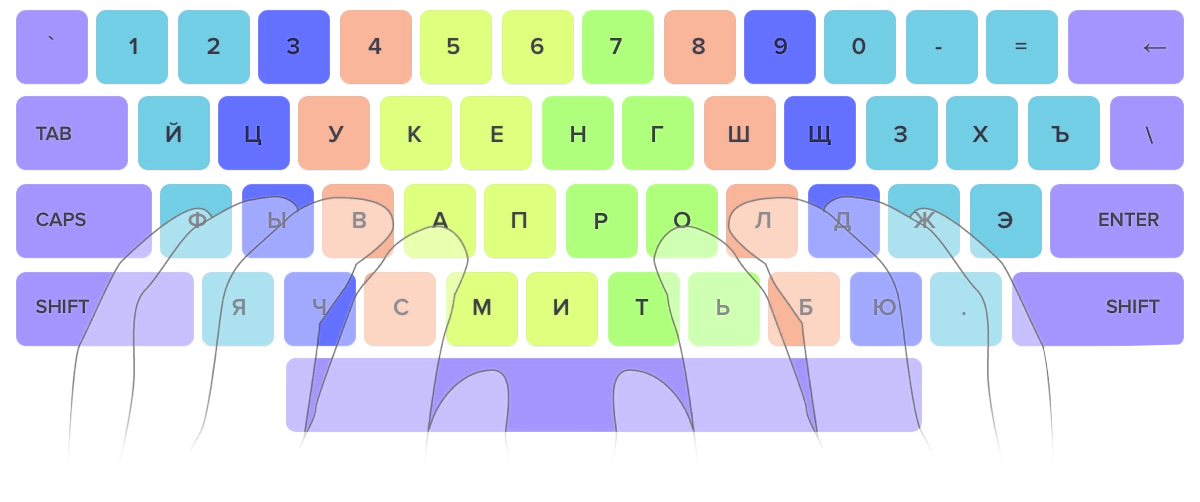 ` 1 2 3 4 5 6 7 8 9 0 - = ←
TAB Й Ц У К Е Н Г Ш Щ З Х Ъ \
CAPS Ф Ы В А П Р О Л Д Ж Э ENTER
SHIFT Я Ч С М И Т Ь Б Ю . SHIFT